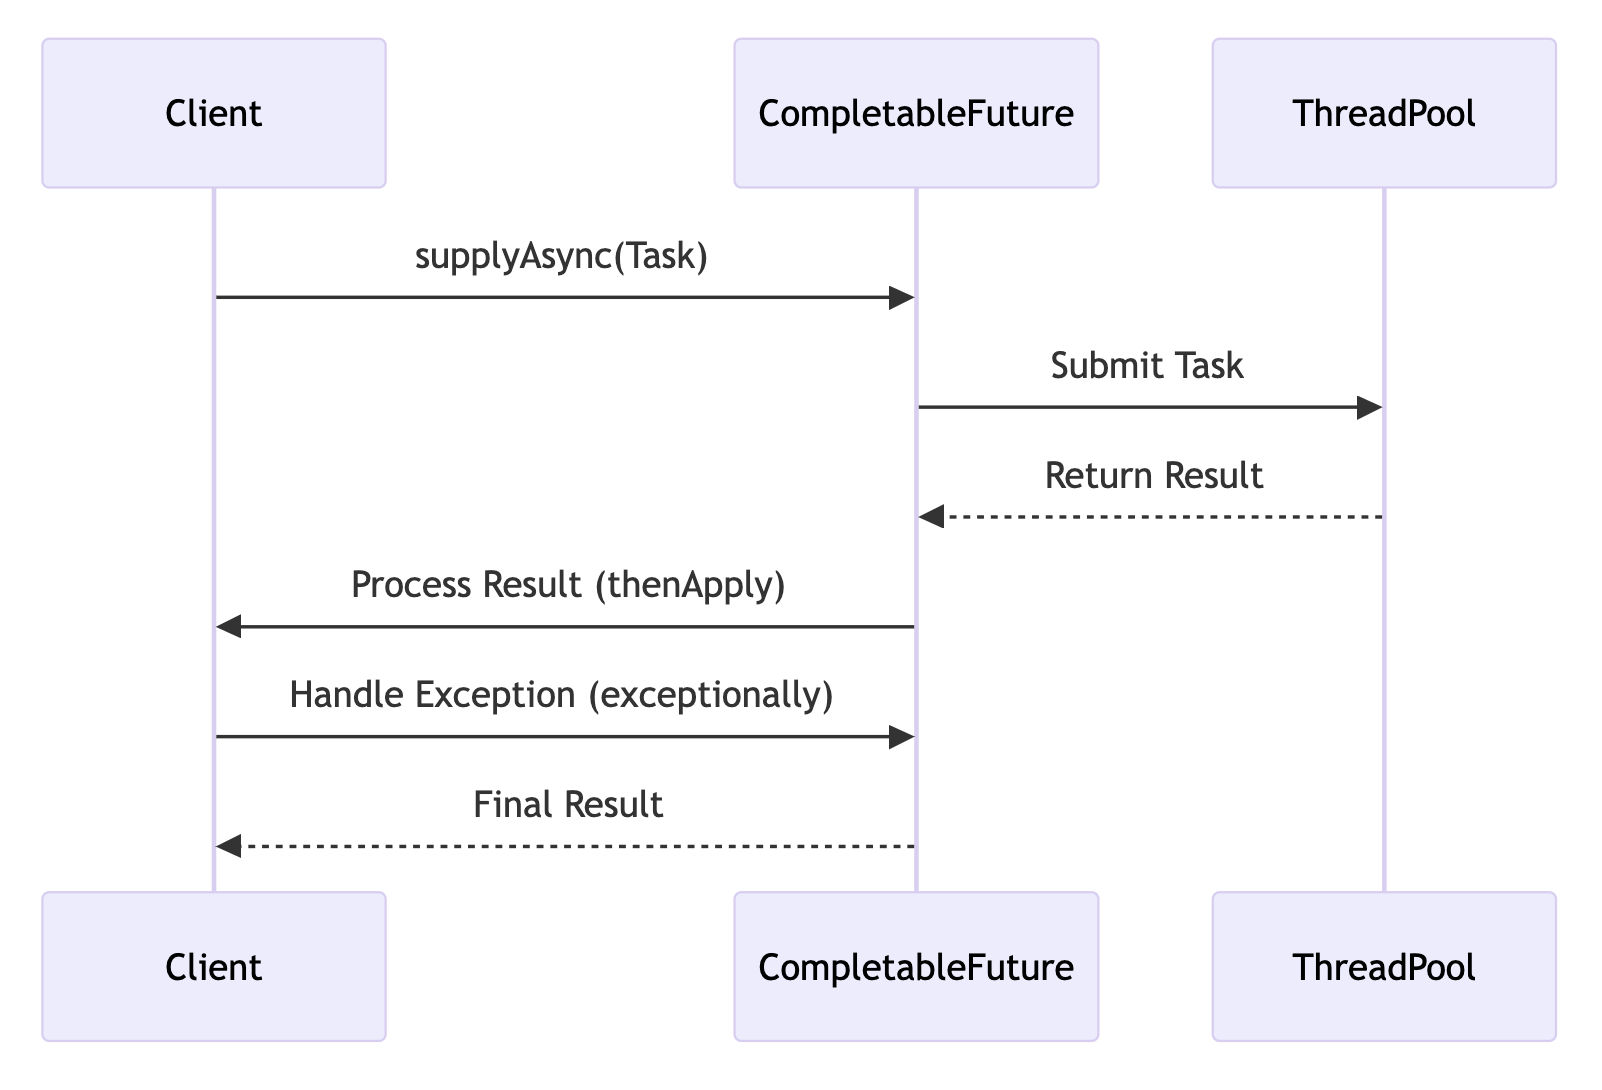 Client
CompletableFuture
ThreadPool
supplyAsync(Task)
Submit Task
Return Result
Process Result (thenApply)
Handle Exception (exceptionally)
Final Result
Client
CompletableFuture
ThreadPool